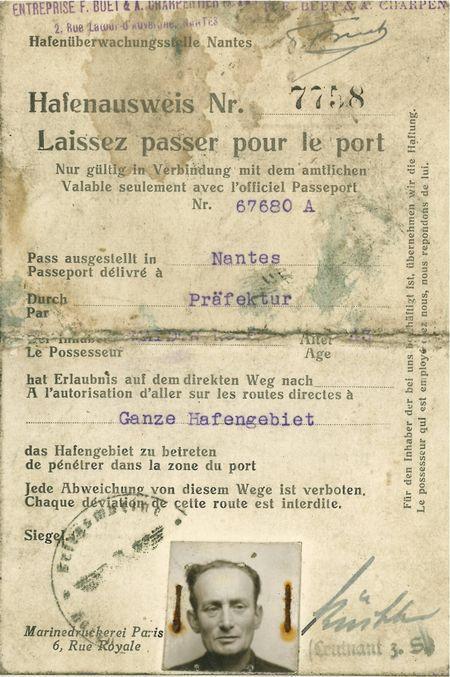 ENTREPRISE F. BUET & A. CHARPENTIER
F. BUET & A. CHARPEN
2. Rue Latour-d'Auvergne, NANTES
Hafenüberwachungsstelle Nantes
Hafenausweis Nr. 7758
Laissez passer pour le port
Nur gültig in Verbindung mit dem amtlichen
Valable seulement avec l'officiel Passeport
Nr. 67680 A
Pass ausgestellt in
Passeport délivré à
Nantes
Durch
Par
Präfektur
Der Inhaber
Alter
Le Possesseur
Age
hat Erlaubnis auf dem direkten Weg nach
A l'autorisation d'aller sur les routes directes à
Ganze Hafengebiet
das Hafengebiet zu betreten
de pénétrer dans la zone du port
Jede Abweichung von diesem Wege ist verboten.
Chaque déviation de cette route est interdite.
Siegel
Marinedruckerei Paris
6, Rue Royale
Leutnant z. S.
Für den Inhaber der bei uns beschäftigt ist, übernehmen wir die Haftung.
Le possesseur qui est employé chez nous, nous repondons de lui.